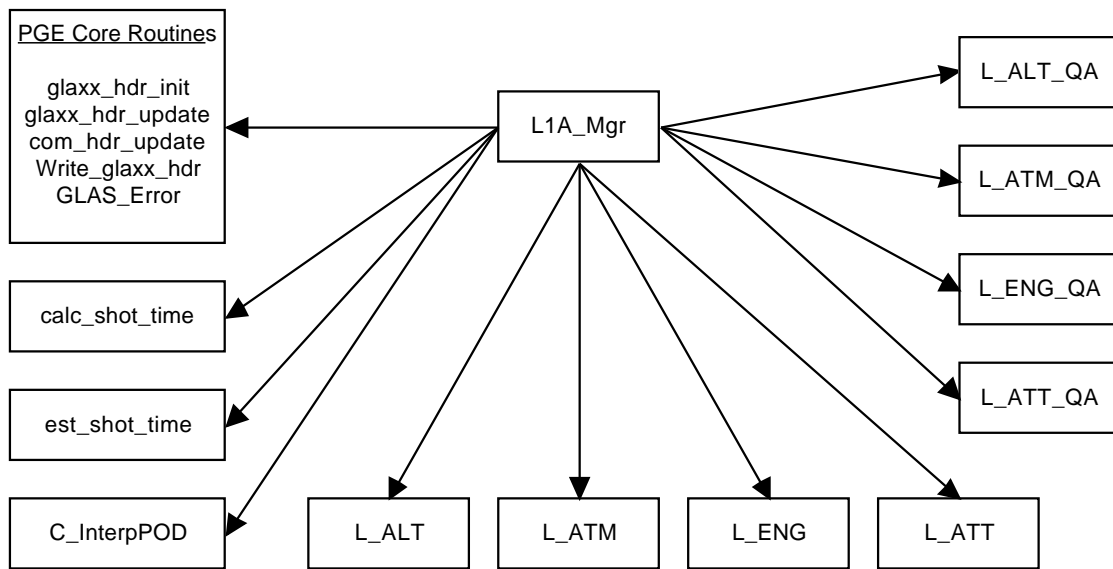 PGE Core Routines
glaxx_hdr_init
glaxx_hdr_update
com_hdr_update
Write_glaxx_hdr
GLAS_Error
L1A_Mgr
L_ALT_QA
L_ATM_QA
L_ENG_QA
L_ATT_QA
calc_shot_time
est_shot_time
C_InterpPOD
L_ALT
L_ATM
L_ENG
L_ATT